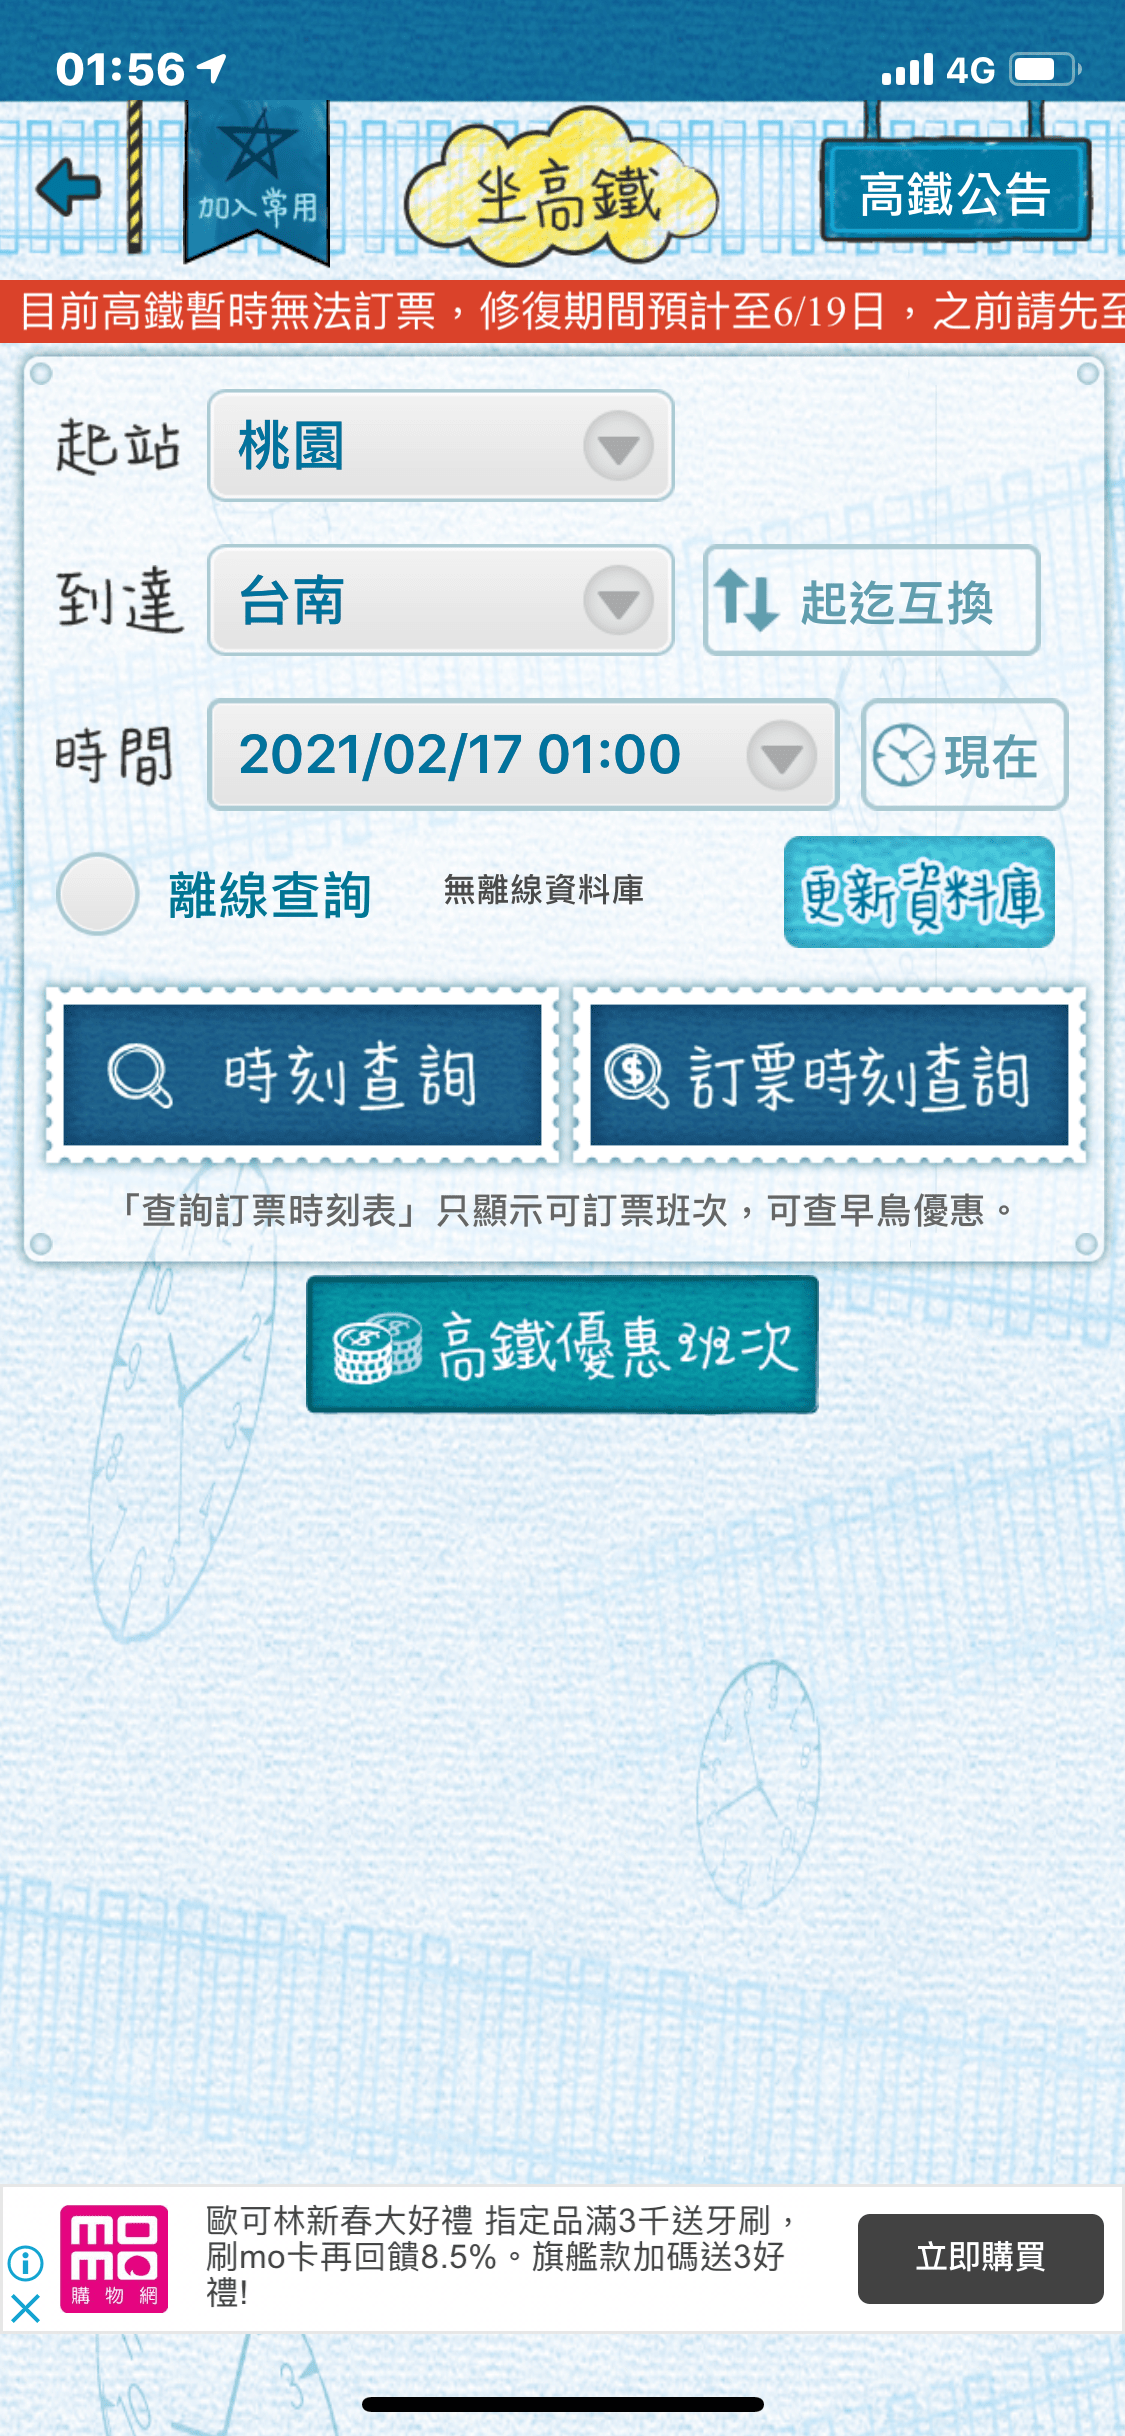 01:56
4G
加入常用
坐高鐵
高鐵公告
目前高鐵暫時無法訂票，修復期間預計至6/19日，之前請先至
起站
桃園
到達
台南
起迄互換
時間
2021/02/17 01:00
現在
離線查詢
無離線資料庫
更新資料庫
時刻查詢
訂票時刻查詢
「查詢訂票時刻表」只顯示可訂票班次，可查早鳥優惠。
高鐵優惠班次
momo
購物網
歐可林新春大好禮 指定品滿3千送牙刷，
刷mo卡再回饋8.5%。旗艦款加碼送3好
禮!
立即購買